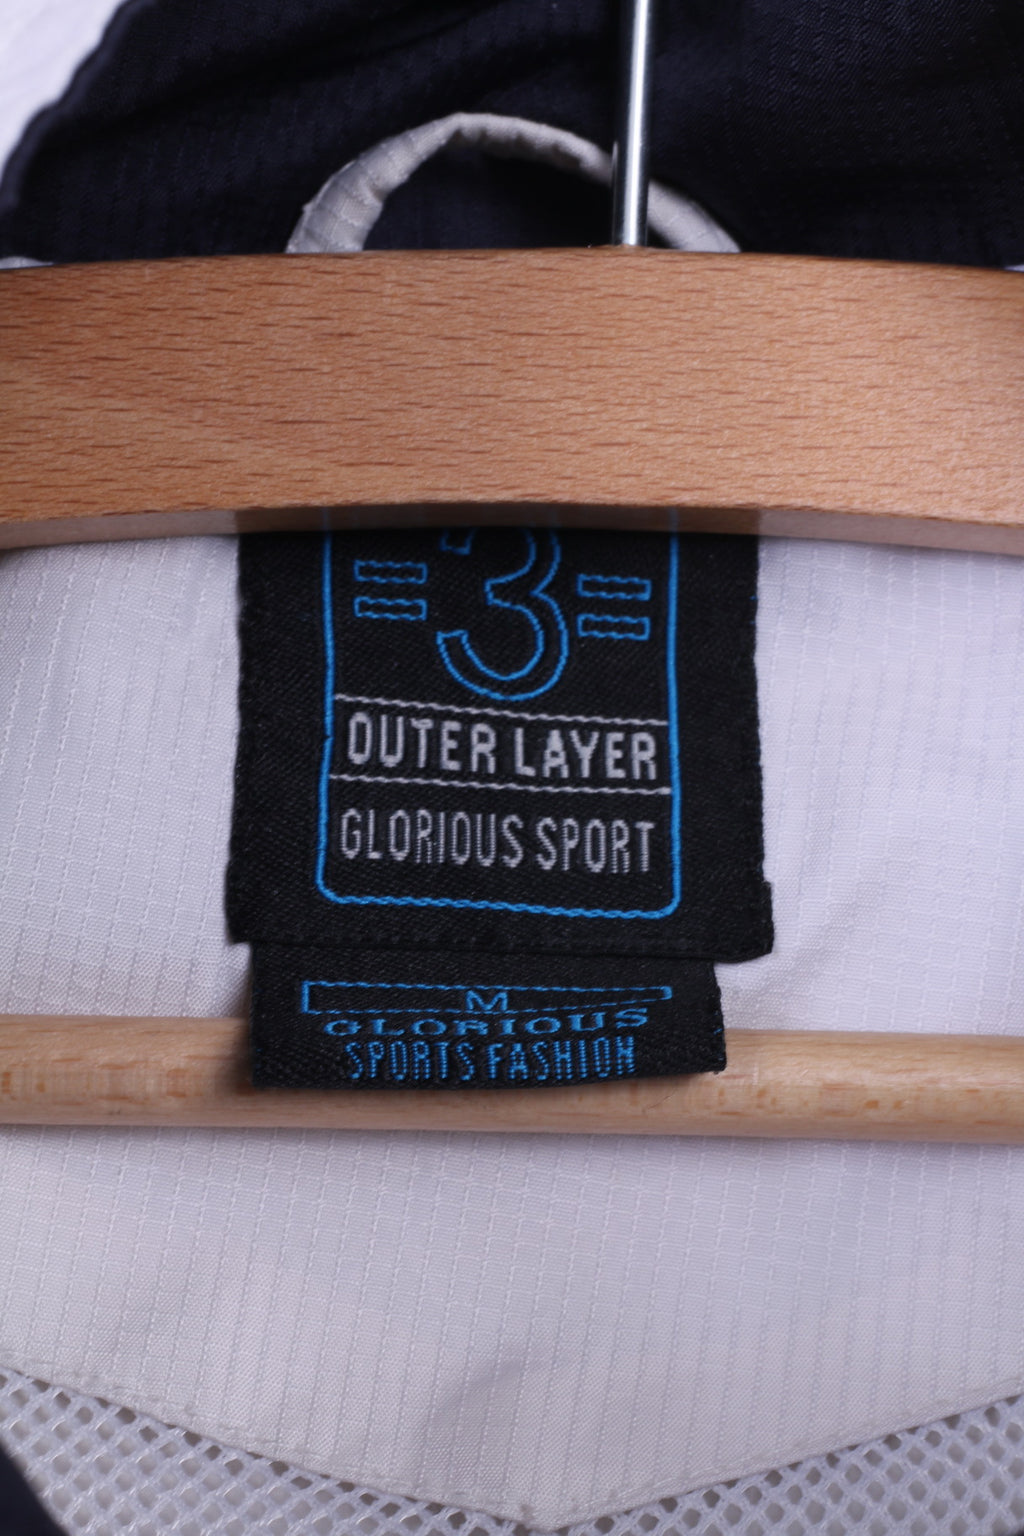 =3=
OUTER LAYER
GLORIOUS SPORT
M
GLORIOUS
SPORTS FASHION